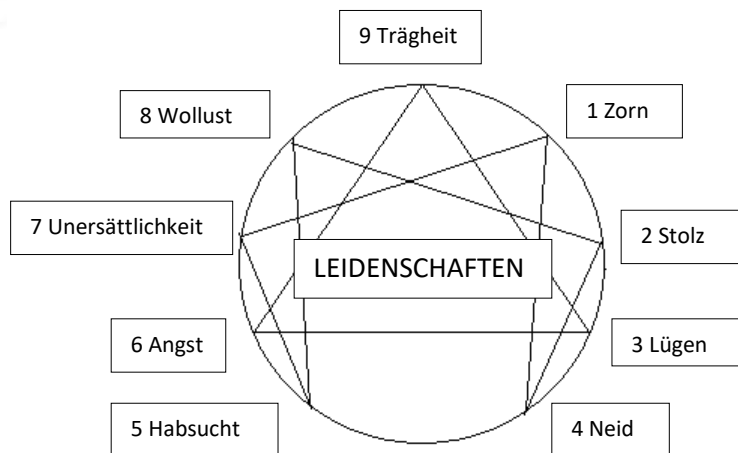 9 Trägheit
8 Wollust
1 Zorn
7 Unersättlichkeit
2 Stolz
LEIDENSCHAFTEN
6 Angst
3 Lügen
5 Habsucht
4 Neid